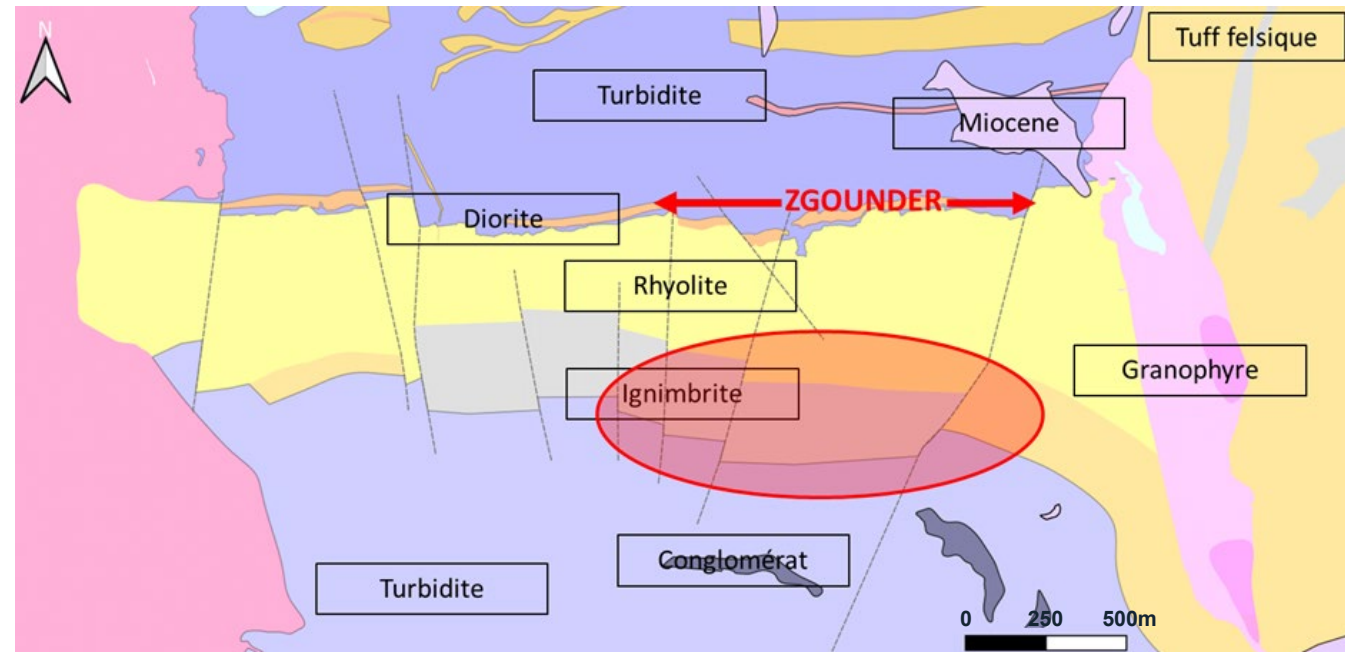 N
Tuff felsique
Turbidite
Miocene
ZGOUNDER
Diorite
Rhyolite
Granophyre
Ignimbrite
Conglomérat
Turbidite
0 250 500m